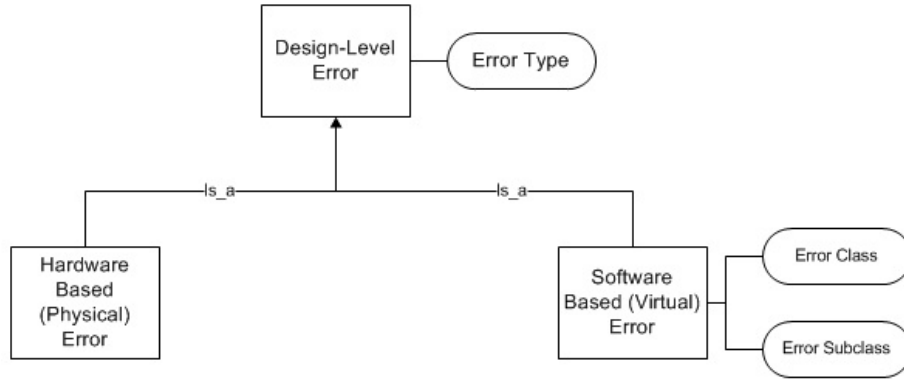 Design-Level
Error
Error Type
Is_a
Is_a
Hardware
Based
(Physical)
Error
Software
Based (Virtual)
Error
Error Class
Error Subclass